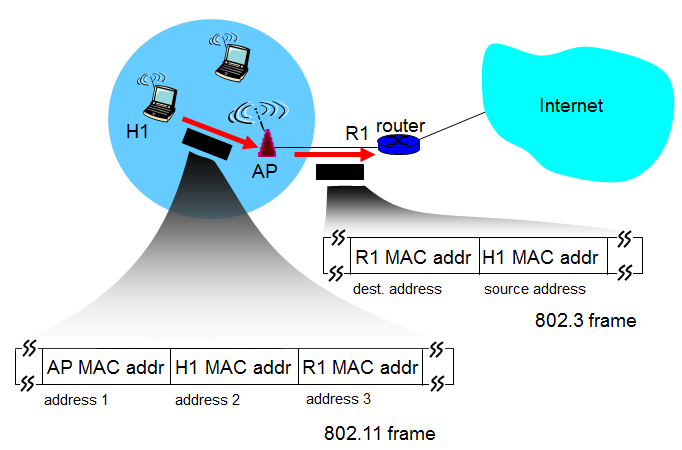 Internet
R1 router
H1
AP
R1 MAC addr H1 MAC addr
dest. address source address
802.3 frame
AP MAC addr H1 MAC addr R1 MAC addr
address 1 address 2 address 3
802.11 frame